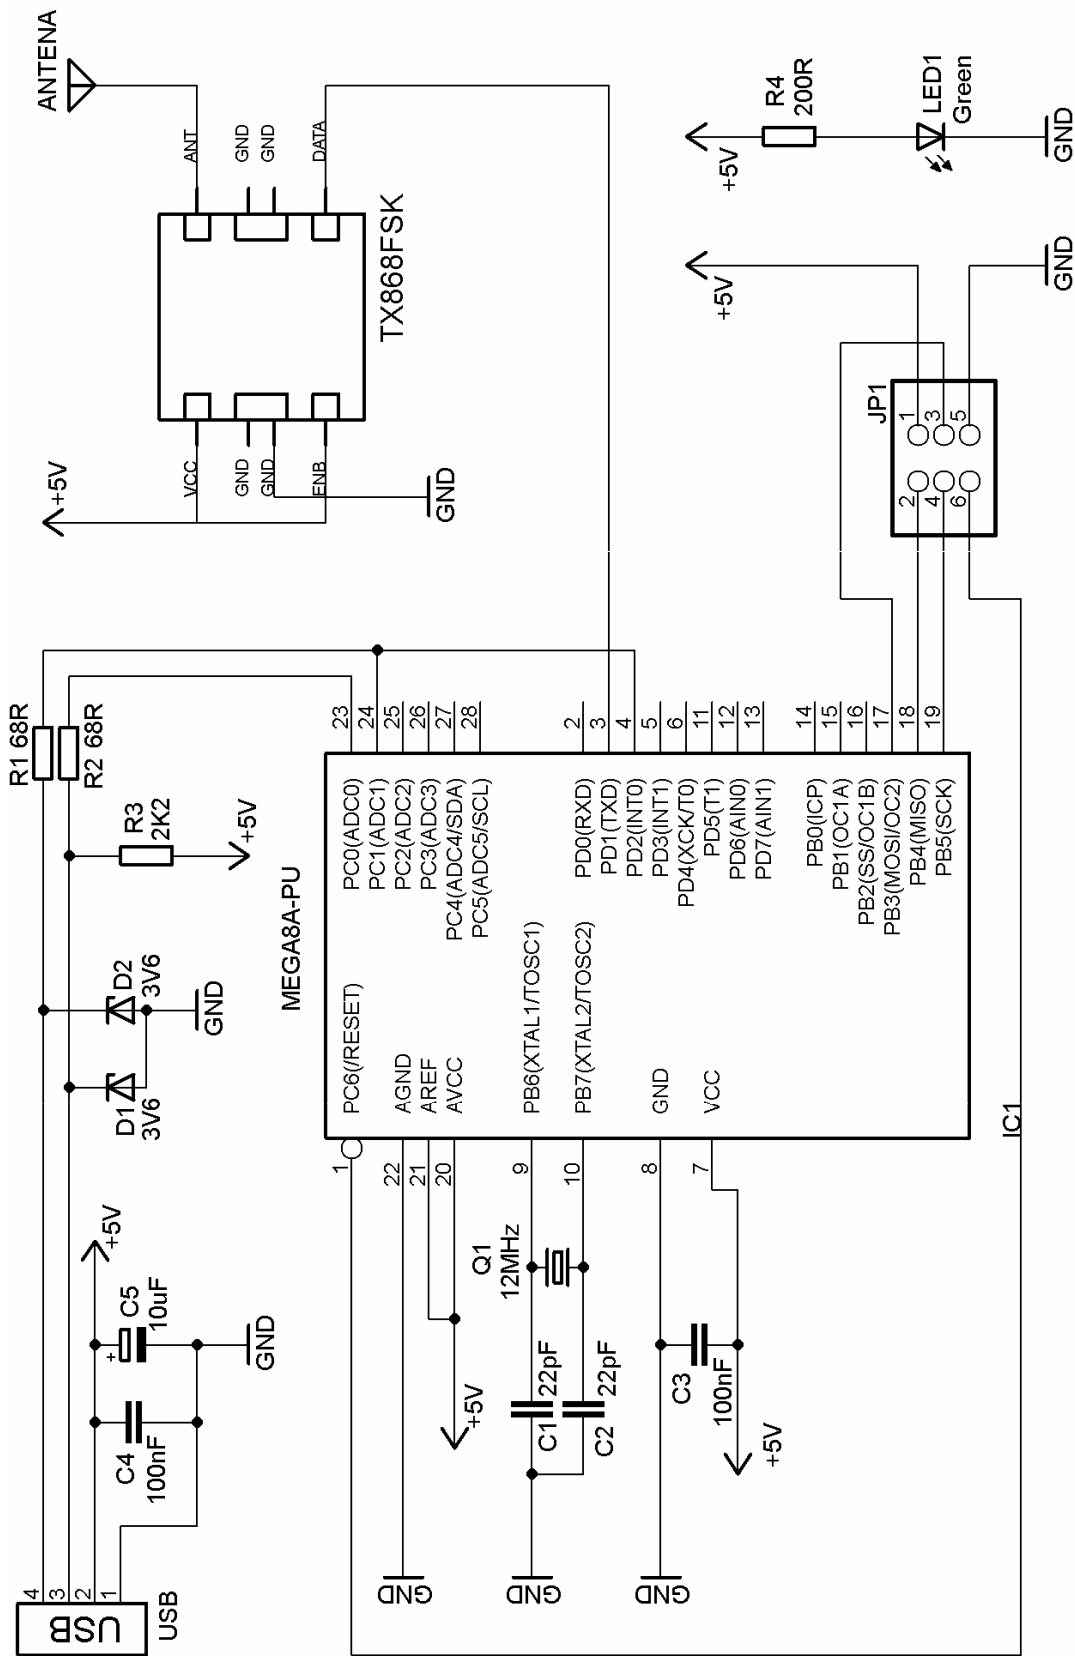 USB
USB
4
3
2
1
C4
100nF
C5
10uF
+
+5V
GND
D1
3V6
D2
3V6
GND
R3
2K2
+5V
R1 68R
R2 68R
+5V
VCC
GND
GND
ENB
GND
TX868FSK
ANT
GND
GND
DATA
ANTENA
MEGA8A-PU
IC1
1
PC6(/RESET)
22
AGND
21
AREF
20
AVCC
9
PB6(XTAL1/TOSC1)
10
PB7(XTAL2/TOSC2)
8
GND
7
VCC
PC0(ADC0)
23
PC1(ADC1)
24
PC2(ADC2)
25
PC3(ADC3)
26
PC4(ADC4/SDA)
27
PC5(ADC5/SCL)
28
PD0(RXD)
2
PD1(TXD)
3
PD2(INT0)
4
PD3(INT1)
5
PD4(XCK/T0)
6
PD5(T1)
11
PD6(AIN0)
12
PD7(AIN1)
13
PB0(ICP)
14
PB1(OC1A)
15
PB2(SS/OC1B)
16
PB3(MOSI/OC2)
17
PB4(MISO)
18
PB5(SCK)
19
GND
+5V
Q1
12MHz
C1
22pF
C2
22pF
GND
GND
C3
100nF
+5V
JP1
1
2
3
4
5
6
+5V
GND
+5V
R4
200R
LED1
Green
GND